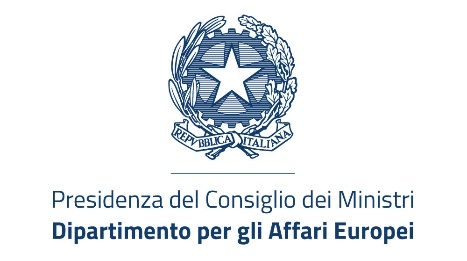 REPVBBLICA ITALIANA
Presidenza del Consiglio dei Ministri
Dipartimento per gli Affari Europei